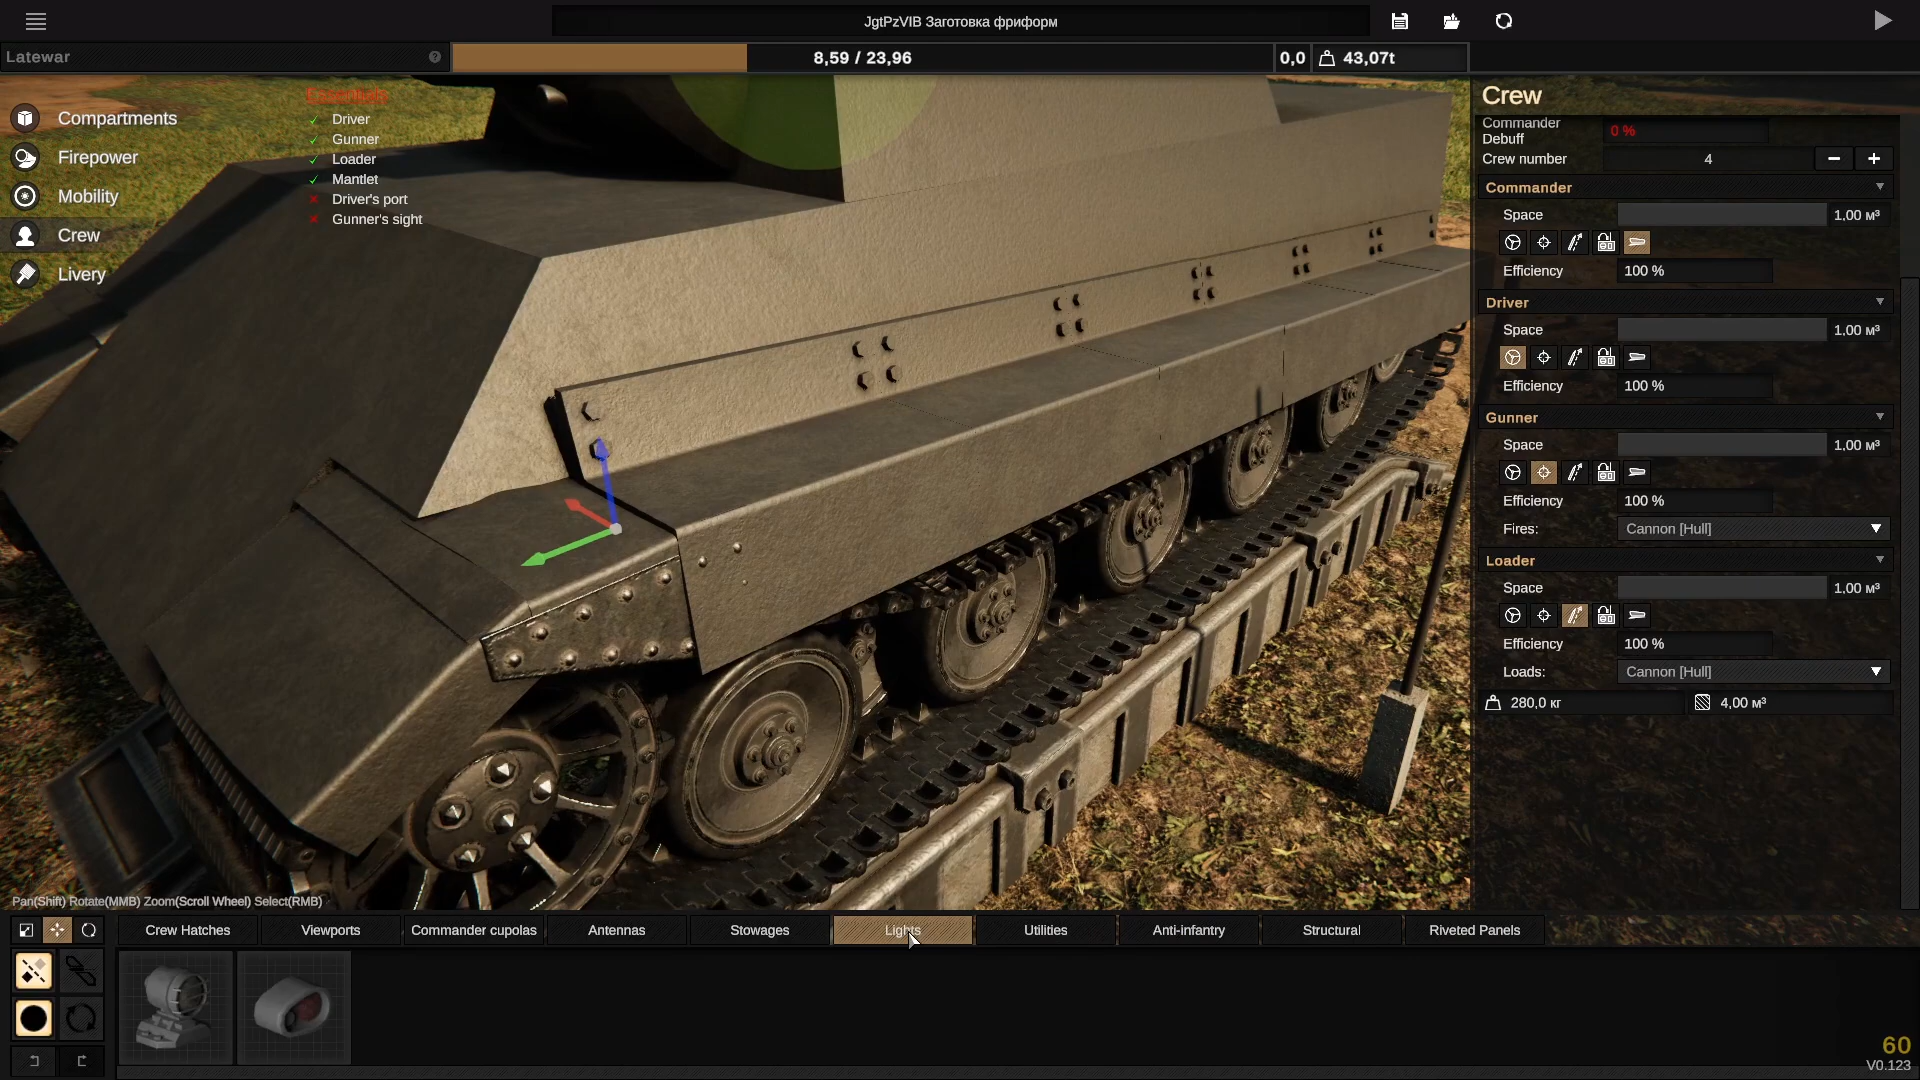 JgtPzVIB Заготовка фриформ
Latewar
8,59 / 23,96
0,0
43,07t
Compartments
Firepower
Mobility
Crew
Livery
Essentials
Driver
Gunner
Loader
Mantlet
Driver's port
Gunner's sight
Crew
Commander Debuff
0 %
Crew number
4
Commander
Space
1,00 м³
Efficiency
100 %
Driver
Space
1,00 м³
Efficiency
100 %
Gunner
Space
1,00 м³
Efficiency
100 %
Fires:
Cannon [Hull]
Loader
Space
1,00 м³
Efficiency
100 %
Loads:
Cannon [Hull]
280,0 кг
4,00 м³
Pan(Shift) Rotate(MMB) Zoom(Scroll Wheel) Select(RMB)
Crew Hatches
Viewports
Commander cupolas
Antennas
Stowages
Lights
Utilities
Anti-infantry
Structural
Riveted Panels
60
V0.123